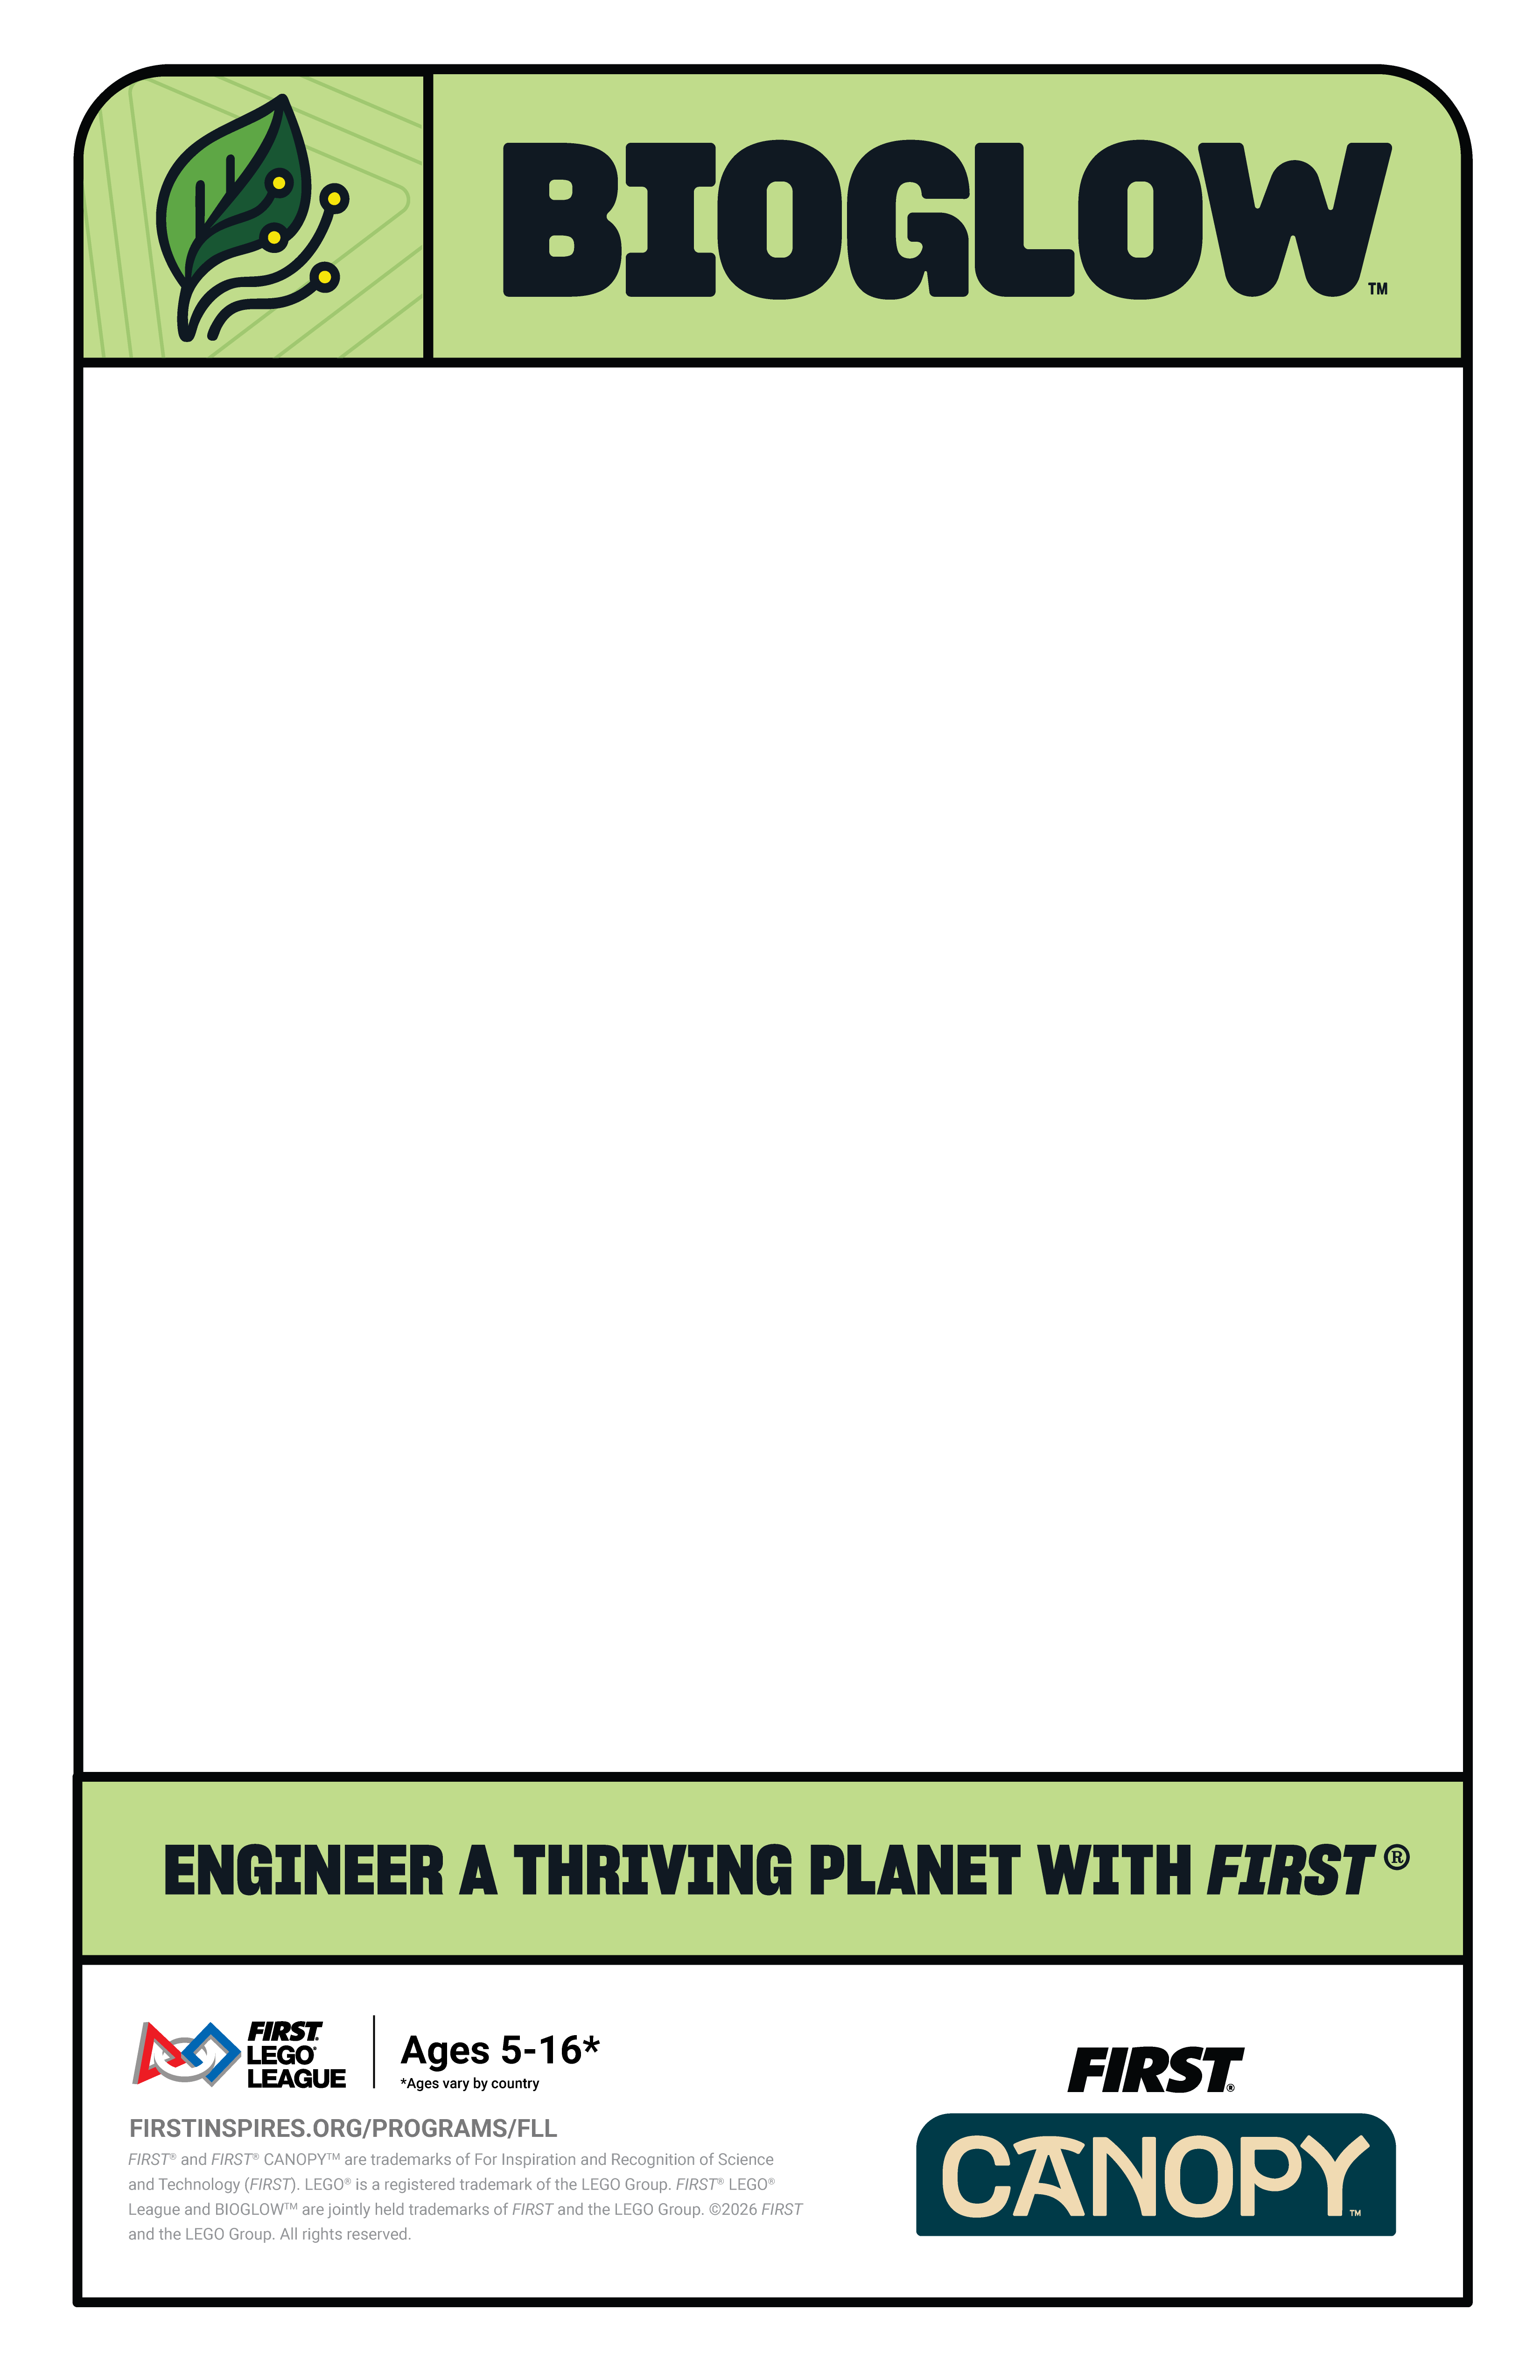 BIOGLOW™
ENGINEER A THRIVING PLANET WITH FIRST®
FIRST®
LEGO®
LEAGUE
Ages 5-16*
*Ages vary by country
FIRSTINSPIRES.ORG/PROGRAMS/FLL
FIRST® and FIRST® CANOPY™ are trademarks of For Inspiration and Recognition of Science
and Technology (FIRST). LEGO® is a registered trademark of the LEGO Group. FIRST® LEGO®
League and BIOGLOW™ are jointly held trademarks of FIRST and the LEGO Group. ©2026 FIRST
and the LEGO Group. All rights reserved.
FIRST®
CANOPY™